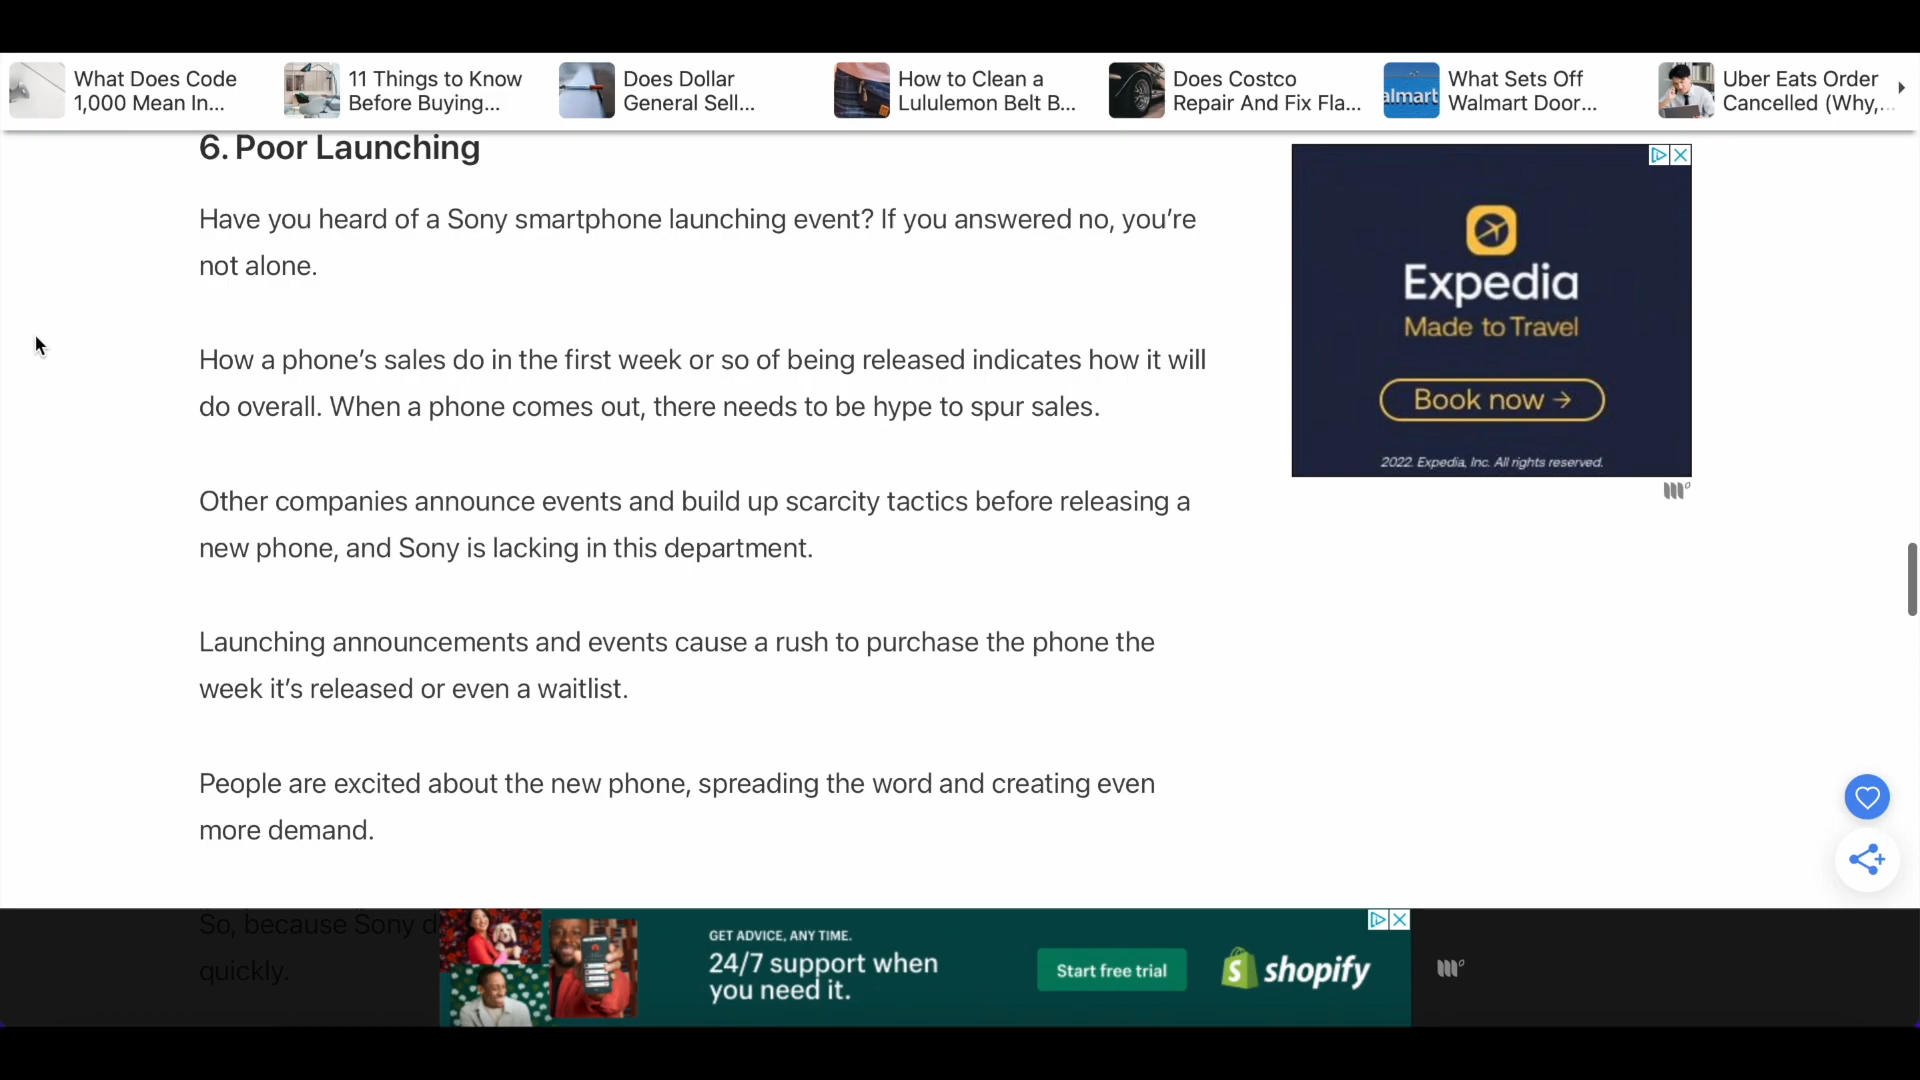 What Does Code
1,000 Mean In...
11 Things to Know
Before Buying...
Does Dollar
General Sell...
How to Clean a
Lululemon Belt B...
Does Costco
Repair And Fix Fla...
almart
What Sets Off
Walmart Door...
Uber Eats Order
Cancelled (Why,...
6. Poor Launching
Have you heard of a Sony smartphone launching event? If you answered no, you’re
not alone.
How a phone’s sales do in the first week or so of being released indicates how it will
do overall. When a phone comes out, there needs to be hype to spur sales.
Other companies announce events and build up scarcity tactics before releasing a
new phone, and Sony is lacking in this department.
Launching announcements and events cause a rush to purchase the phone the
week it’s released or even a waitlist.
People are excited about the new phone, spreading the word and creating even
more demand.
So, because Sony d
quickly.
Expedia
Made to Travel
Book now →
2022. Expedia, Inc. All rights reserved.
GET ADVICE, ANY TIME.
24/7 support when
you need it.
Start free trial
shopify